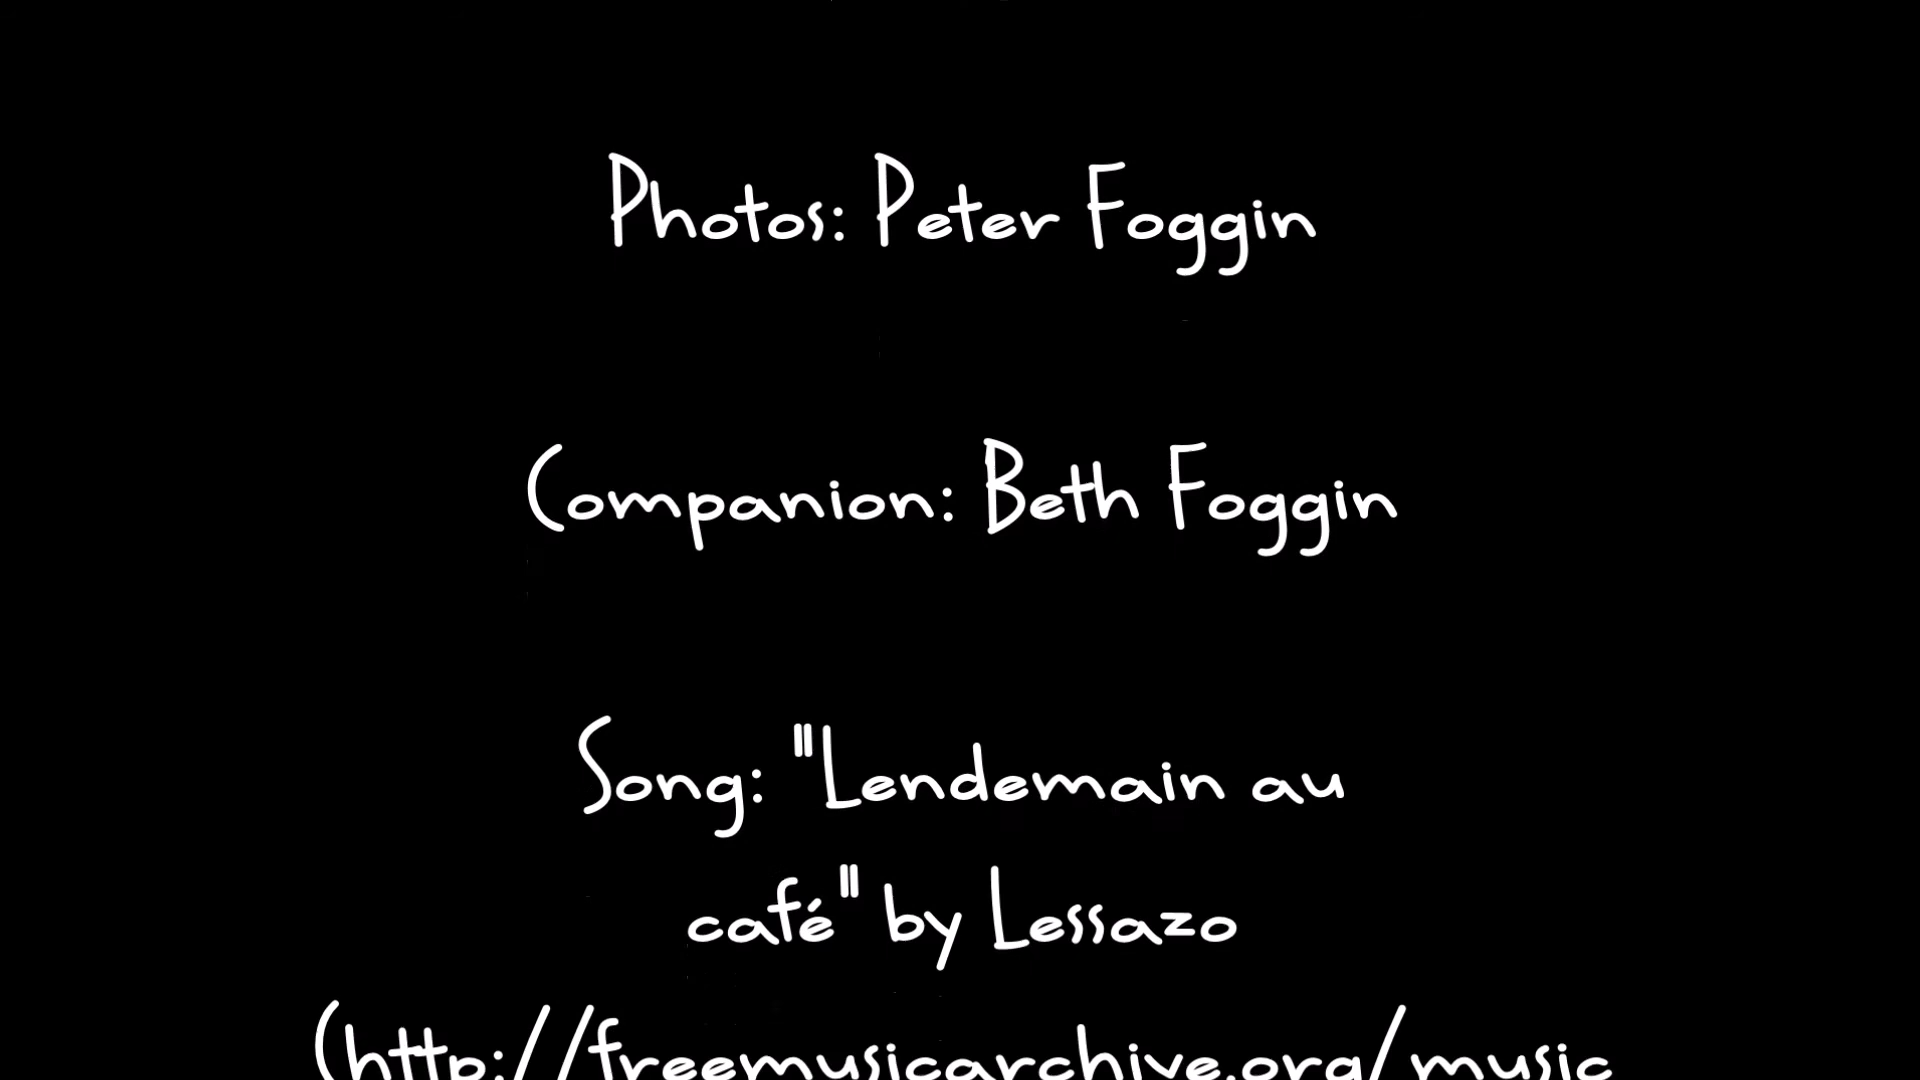 Photos: Peter Foggin
Companion: Beth Foggin
Song: "Lendemain au
café" by Lessazo
(http://freemusicarchive.org/music